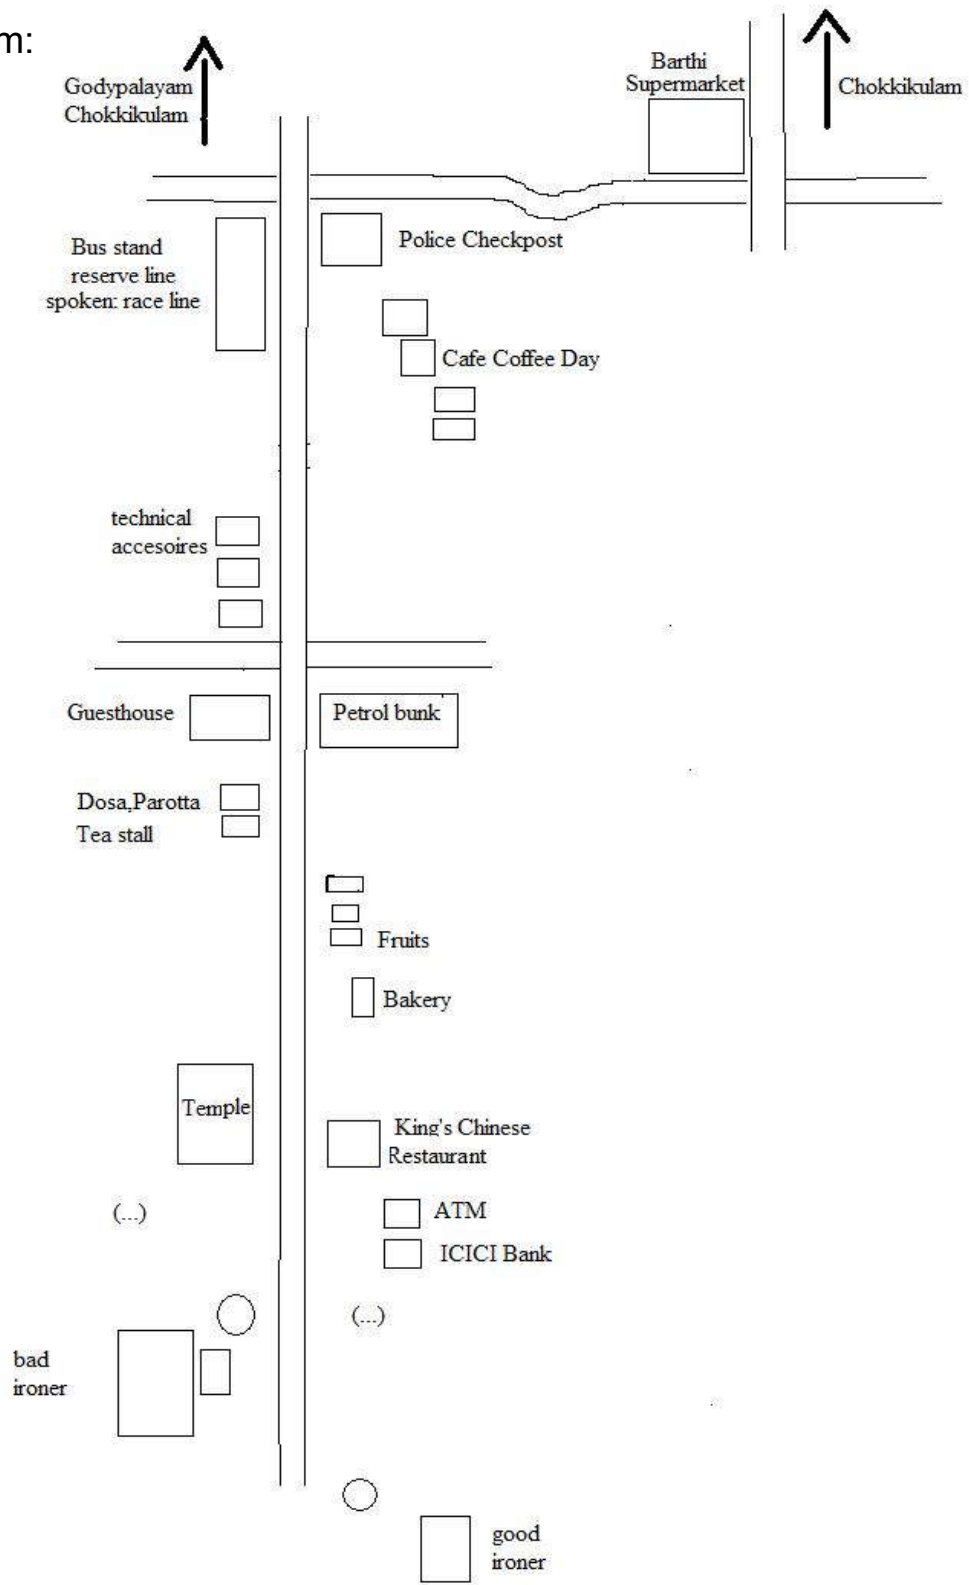 m:
Godypalayam
Chokkikulam
Barthi
Supermarket
Chokkikulam
Bus stand
reserve line
spoken: race line
Police Checkpost
Cafe Coffee Day
technical
accesoires
Guesthouse
Petrol bunk
Dosa,Parotta
Tea stall
Fruits
Bakery
Temple
King's Chinese
Restaurant
(...)
ATM
ICICI Bank
(...)
bad
ironer
good
ironer